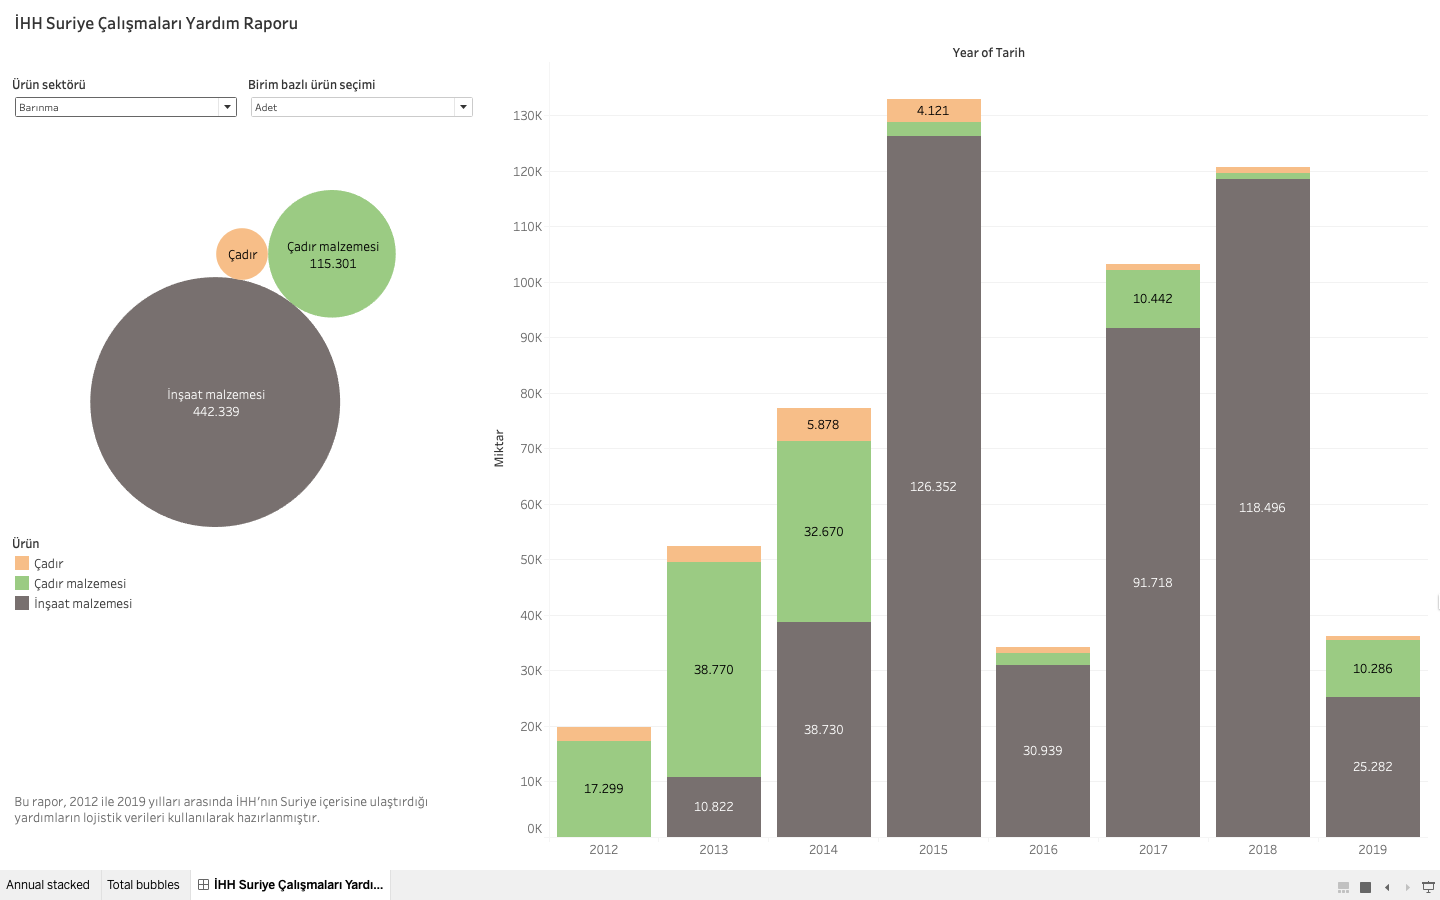 İHH Suriye Çalışmaları Yardım Raporu
Ürün sektörü
Barınma
Birim bazlı ürün seçimi
Adet
Çadır
Çadır malzemesi
115.301
İnşaat malzemesi
442.339
Ürün
Çadır
Çadır malzemesi
İnşaat malzemesi
Bu rapor, 2012 ile 2019 yılları arasında İHH'nın Suriye içerisine ulaştırdığı
yardımların lojistik verileri kullanılarak hazırlanmıştır.
Year of Tarih
Miktar
130K
120K
110K
100K
90K
80K
70K
60K
50K
40K
30K
20K
10K
0K
17.299
38.770
10.822
5.878
32.670
38.730
4.121
126.352
30.939
10.442
91.718
118.496
10.286
25.282
2012 2013 2014 2015 2016 2017 2018 2019
Annual stacked Total bubbles İHH Suriye Çalışmaları Yardı...